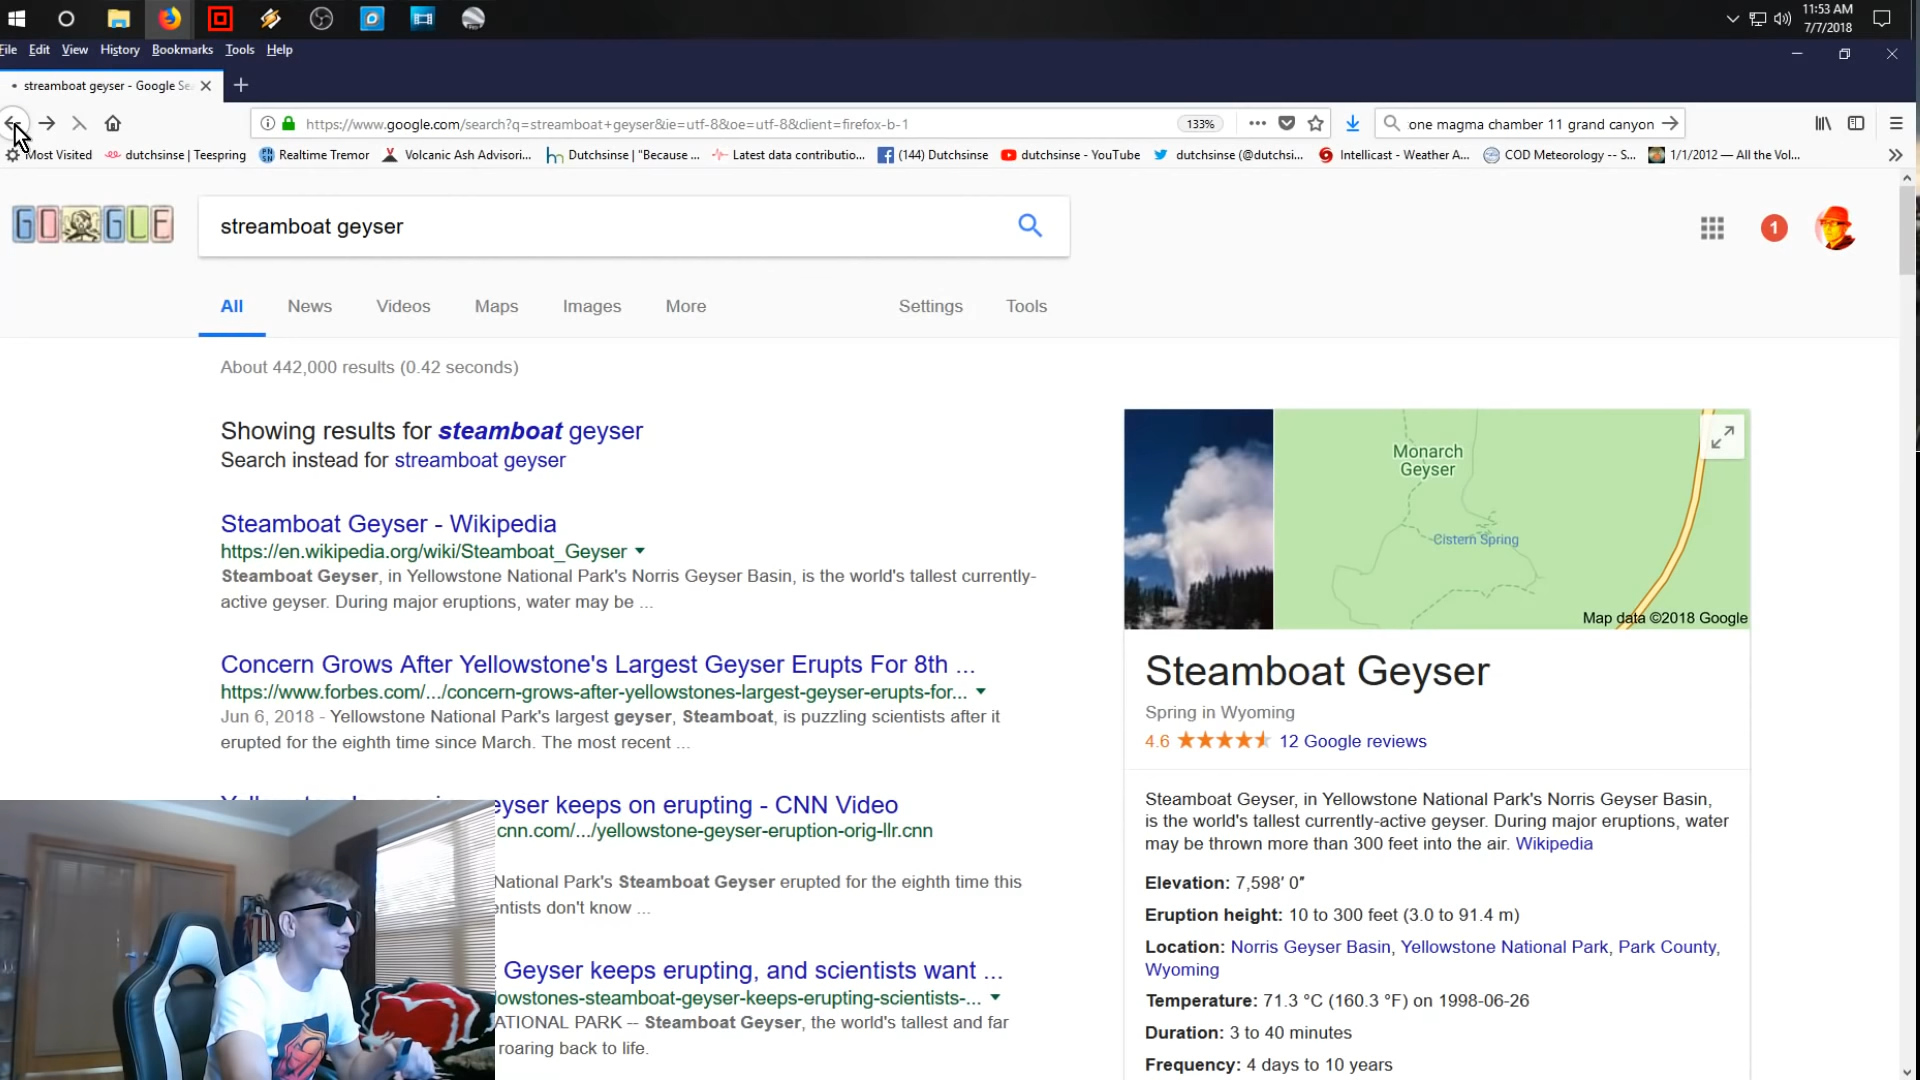 11:53 AM
7/7/2018
File Edit View History Bookmarks Tools Help
streamboat geyser - Google Se
https://www.google.com/search?q=streamboat+geyser&ie=utf-8&oe=utf-8&client=firefox-b-1
133%
one magma chamber 11 grand canyon
Most Visited
dutchsinse | Teespring
Realtime Tremor
Volcanic Ash Advisori...
Dutchsinse | "Because ...
Latest data contributio...
(144) Dutchsinse
dutchsinse - YouTube
dutchsinse (@dutchsi...
Intellicast - Weather A...
COD Meteorology -- S...
1/1/2012 — All the Vol...
GOOGLE
streamboat geyser
1
All News Videos Maps Images More Settings Tools
About 442,000 results (0.42 seconds)
Showing results for steamboat geyser
Search instead for streamboat geyser
Steamboat Geyser - Wikipedia
https://en.wikipedia.org/wiki/Steamboat_Geyser
Steamboat Geyser, in Yellowstone National Park's Norris Geyser Basin, is the world's tallest currently-
active geyser. During major eruptions, water may be ...
Concern Grows After Yellowstone's Largest Geyser Erupts For 8th ...
https://www.forbes.com/.../concern-grows-after-yellowstones-largest-geyser-erupts-for...
Jun 6, 2018 - Yellowstone National Park's largest geyser, Steamboat, is puzzling scientists after it
erupted for the eighth time since March. The most recent ...
eyser keeps on erupting - CNN Video
cnn.com/.../yellowstone-geyser-eruption-orig-llr.cnn
National Park's Steamboat Geyser erupted for the eighth time this
entists don't know ...
Geyser keeps erupting, and scientists want ...
lowstones-steamboat-geyser-keeps-erupting-scientists-...
ATIONAL PARK -- Steamboat Geyser, the world's tallest and far
roaring back to life.
Monarch
Geyser
Cistern Spring
Map data ©2018 Google
Steamboat Geyser
Spring in Wyoming
4.6 12 Google reviews
Steamboat Geyser, in Yellowstone National Park's Norris Geyser Basin,
is the world's tallest currently-active geyser. During major eruptions, water
may be thrown more than 300 feet into the air. Wikipedia
Elevation: 7,598′ 0″
Eruption height: 10 to 300 feet (3.0 to 91.4 m)
Location: Norris Geyser Basin, Yellowstone National Park, Park County,
Wyoming
Temperature: 71.3 °C (160.3 °F) on 1998-06-26
Duration: 3 to 40 minutes
Frequency: 4 days to 10 years